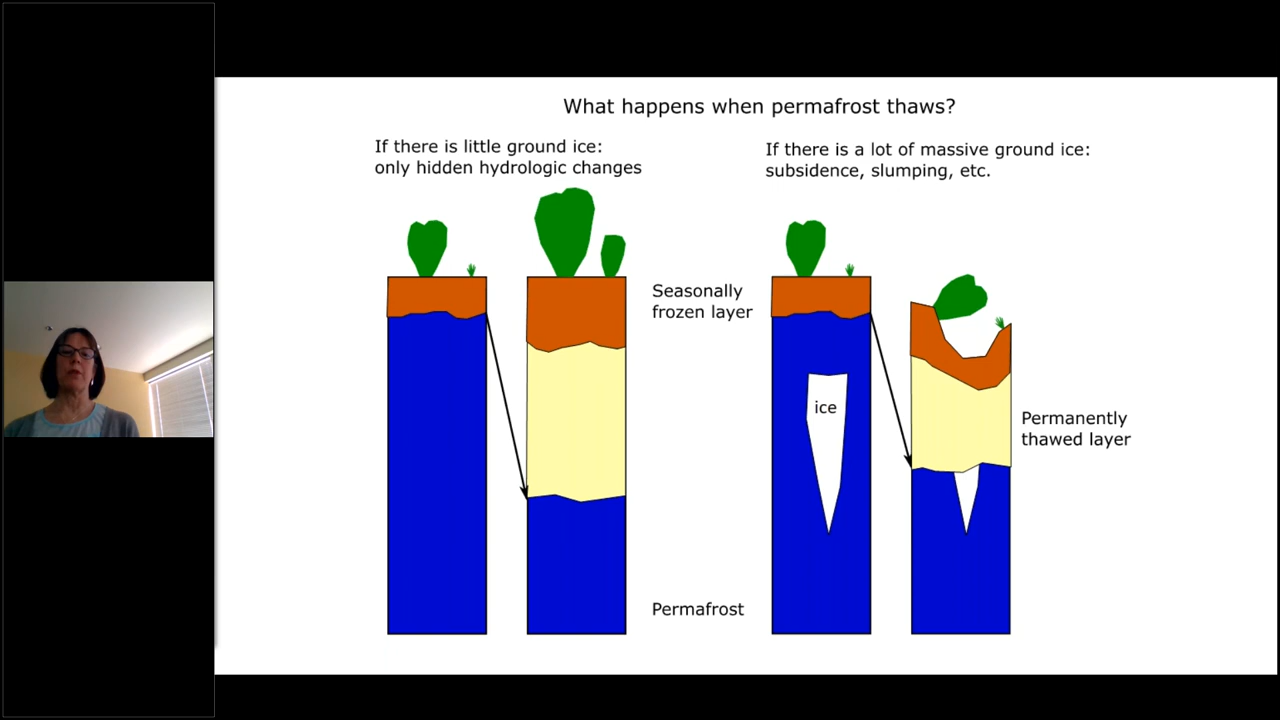 What happens when permafrost thaws?
If there is little ground ice:
only hidden hydrologic changes
If there is a lot of massive ground ice:
subsidence, slumping, etc.
Seasonally
frozen layer
ice
Permanently
thawed layer
Permafrost